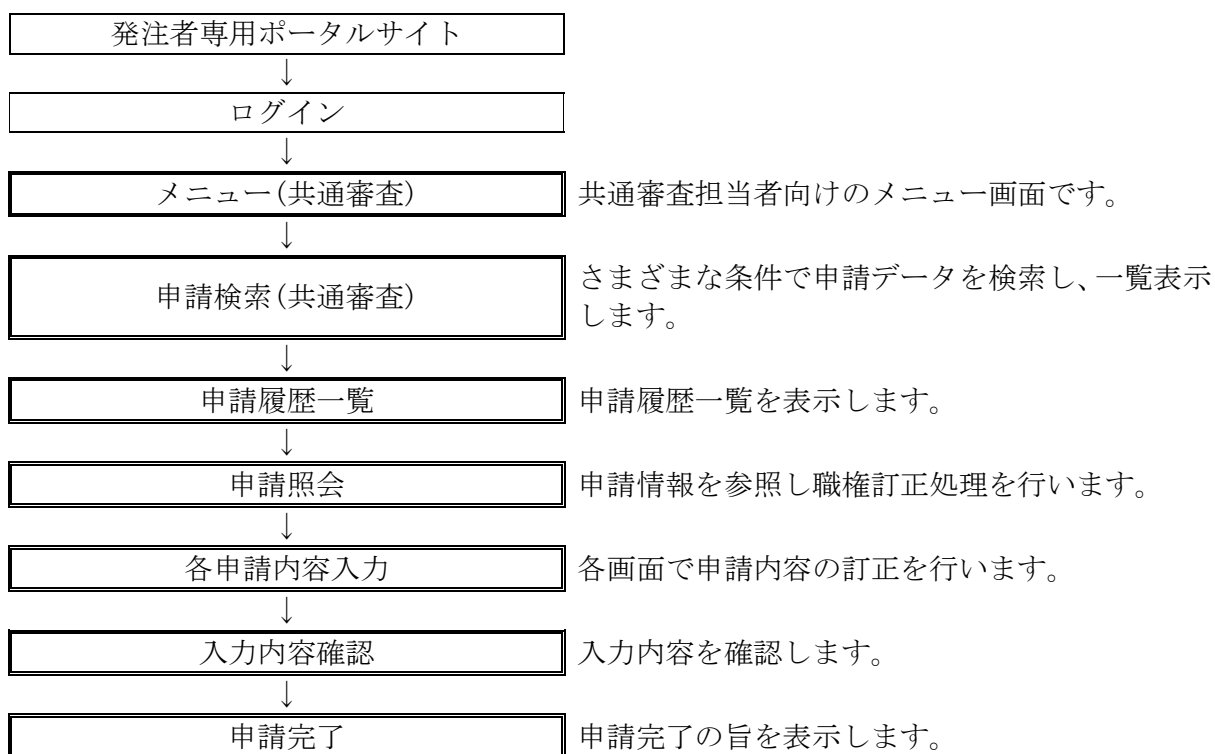 発注者専用ポータルサイト
↓
ログイン
↓
メニュー(共通審査) 共通審査担当者向けのメニュー画面です。
↓
申請検索(共通審査) さまざまな条件で申請データを検索し、一覧表示
します。
↓
申請履歴一覧 申請履歴一覧を表示します。
↓
申請照会 申請情報を参照し職権訂正処理を行います。
↓
各申請内容入力 各画面で申請内容の訂正を行います。
↓
入力内容確認 入力内容を確認します。
↓
申請完了 申請完了の旨を表示します。